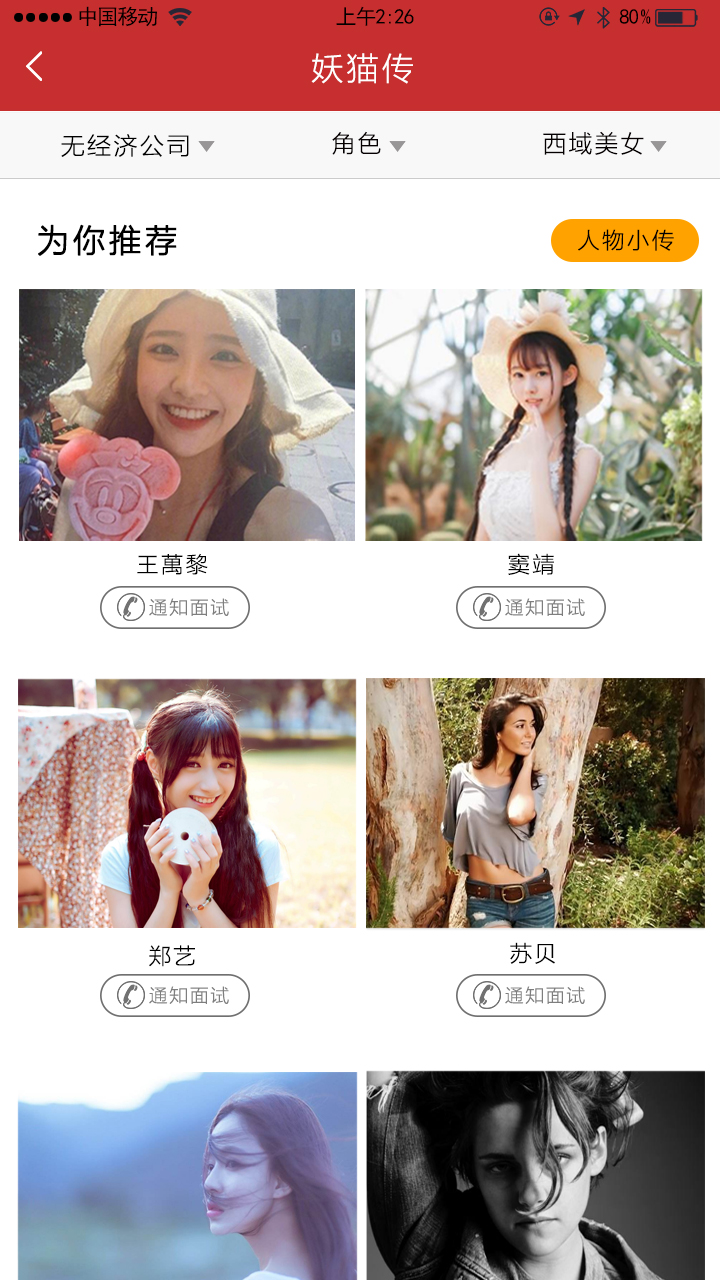 中国移动 上午2:26 80%
妖猫传
无经济公司 角色 西域美女
为你推荐 人物小传
王萬黎 窦靖
通知面试 通知面试
郑艺 苏贝
通知面试 通知面试